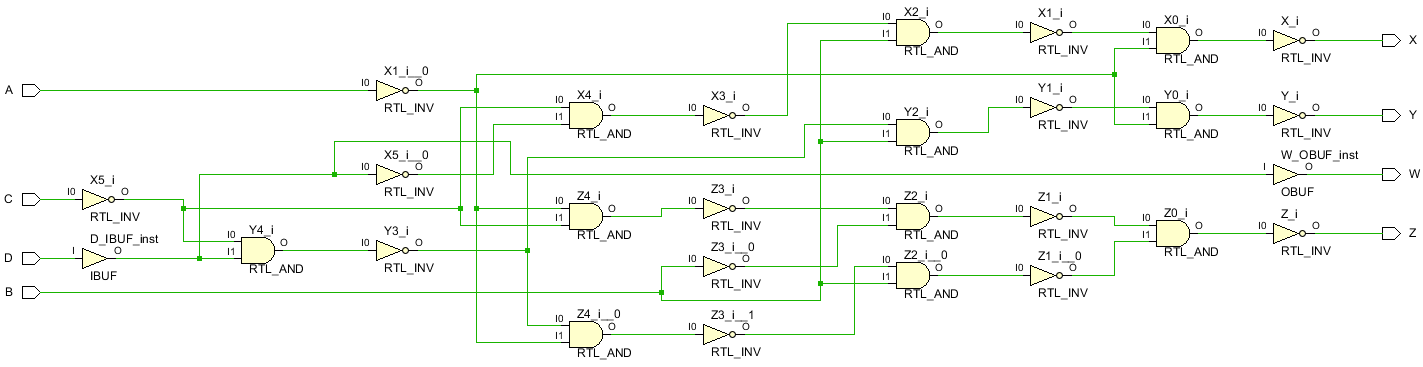 X2_i
I0 O
I1
RTL_AND
X1_i
I0 O
RTL_INV
X0_i
I0
I1 O
RTL_AND
X_i
I0 O
RTL_INV
X
A
X1_i__0
I0 O
RTL_INV
X4_i
I0 O
I1
RTL_AND
X3_i
I0 O
RTL_INV
Y2_i
I0
I1 O
RTL_AND
Y1_i
I0 O
RTL_INV
Y0_i
I0 O
I1
RTL_AND
Y_i
I0 O
RTL_INV
Y
X5_i__0
I0 O
RTL_INV
W_OBUF_inst
I O
OBUF
W
C
X5_i
I0 O
RTL_INV
Z4_i
I0 O
I1
RTL_AND
Z3_i
I0 O
RTL_INV
Z2_i
I0 O
I1
RTL_AND
Z1_i
I0 O
RTL_INV
Z0_i
I0
I1 O
RTL_AND
Z_i
I0 O
RTL_INV
Z
D
D_IBUF_inst
I O
IBUF
Y4_i
I0
I1 O
RTL_AND
Y3_i
I0 O
RTL_INV
Z3_i__0
I0 O
RTL_INV
Z2_i__0
I0 O
I1
RTL_AND
Z1_i__0
I0 O
RTL_INV
B
Z4_i__0
I0 O
I1
RTL_AND
Z3_i__1
I0 O
RTL_INV